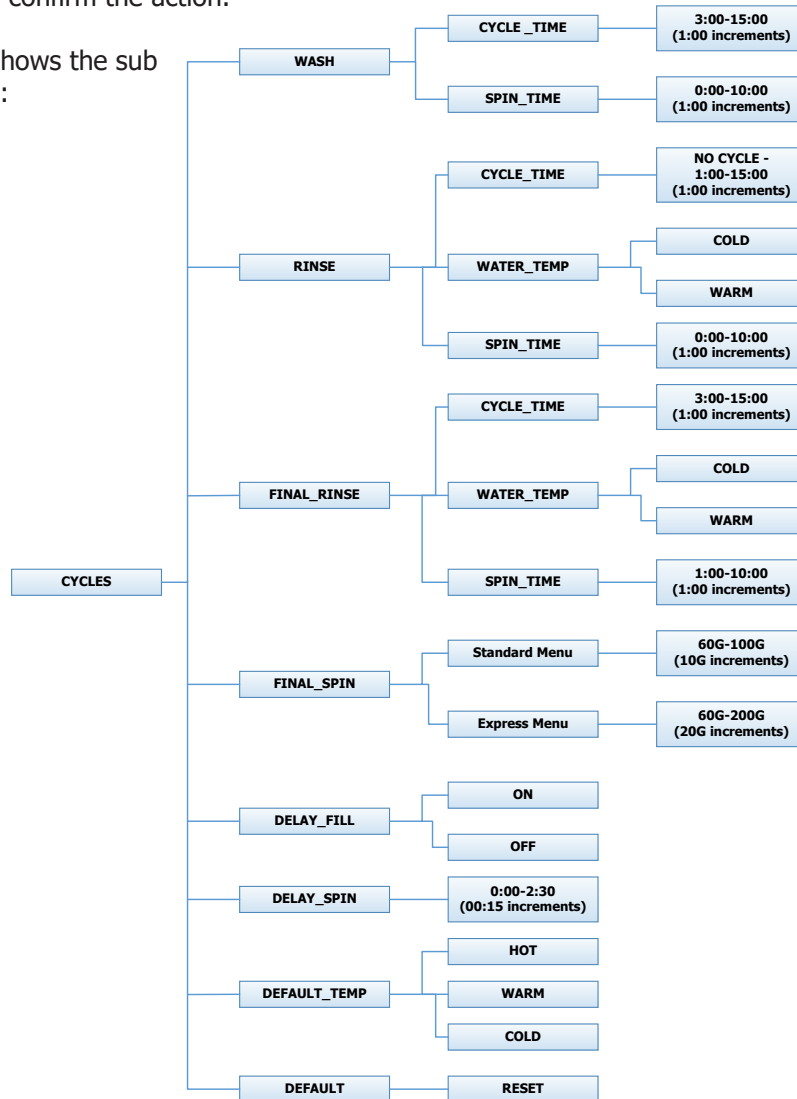 confirm the action.
hows the sub
:
CYCLES
WASH
CYCLE _TIME
3:00-15:00
(1:00 increments)
SPIN_TIME
0:00-10:00
(1:00 increments)
RINSE
CYCLE_TIME
NO CYCLE -
1:00-15:00
(1:00 increments)
WATER_TEMP
COLD
WARM
SPIN_TIME
0:00-10:00
(1:00 increments)
FINAL_RINSE
CYCLE_TIME
3:00-15:00
(1:00 increments)
WATER_TEMP
COLD
WARM
SPIN_TIME
1:00-10:00
(1:00 increments)
FINAL_SPIN
Standard Menu
60G-100G
(10G increments)
Express Menu
60G-200G
(20G increments)
DELAY_FILL
ON
OFF
DELAY_SPIN
0:00-2:30
(00:15 increments)
DEFAULT_TEMP
HOT
WARM
COLD
DEFAULT
RESET